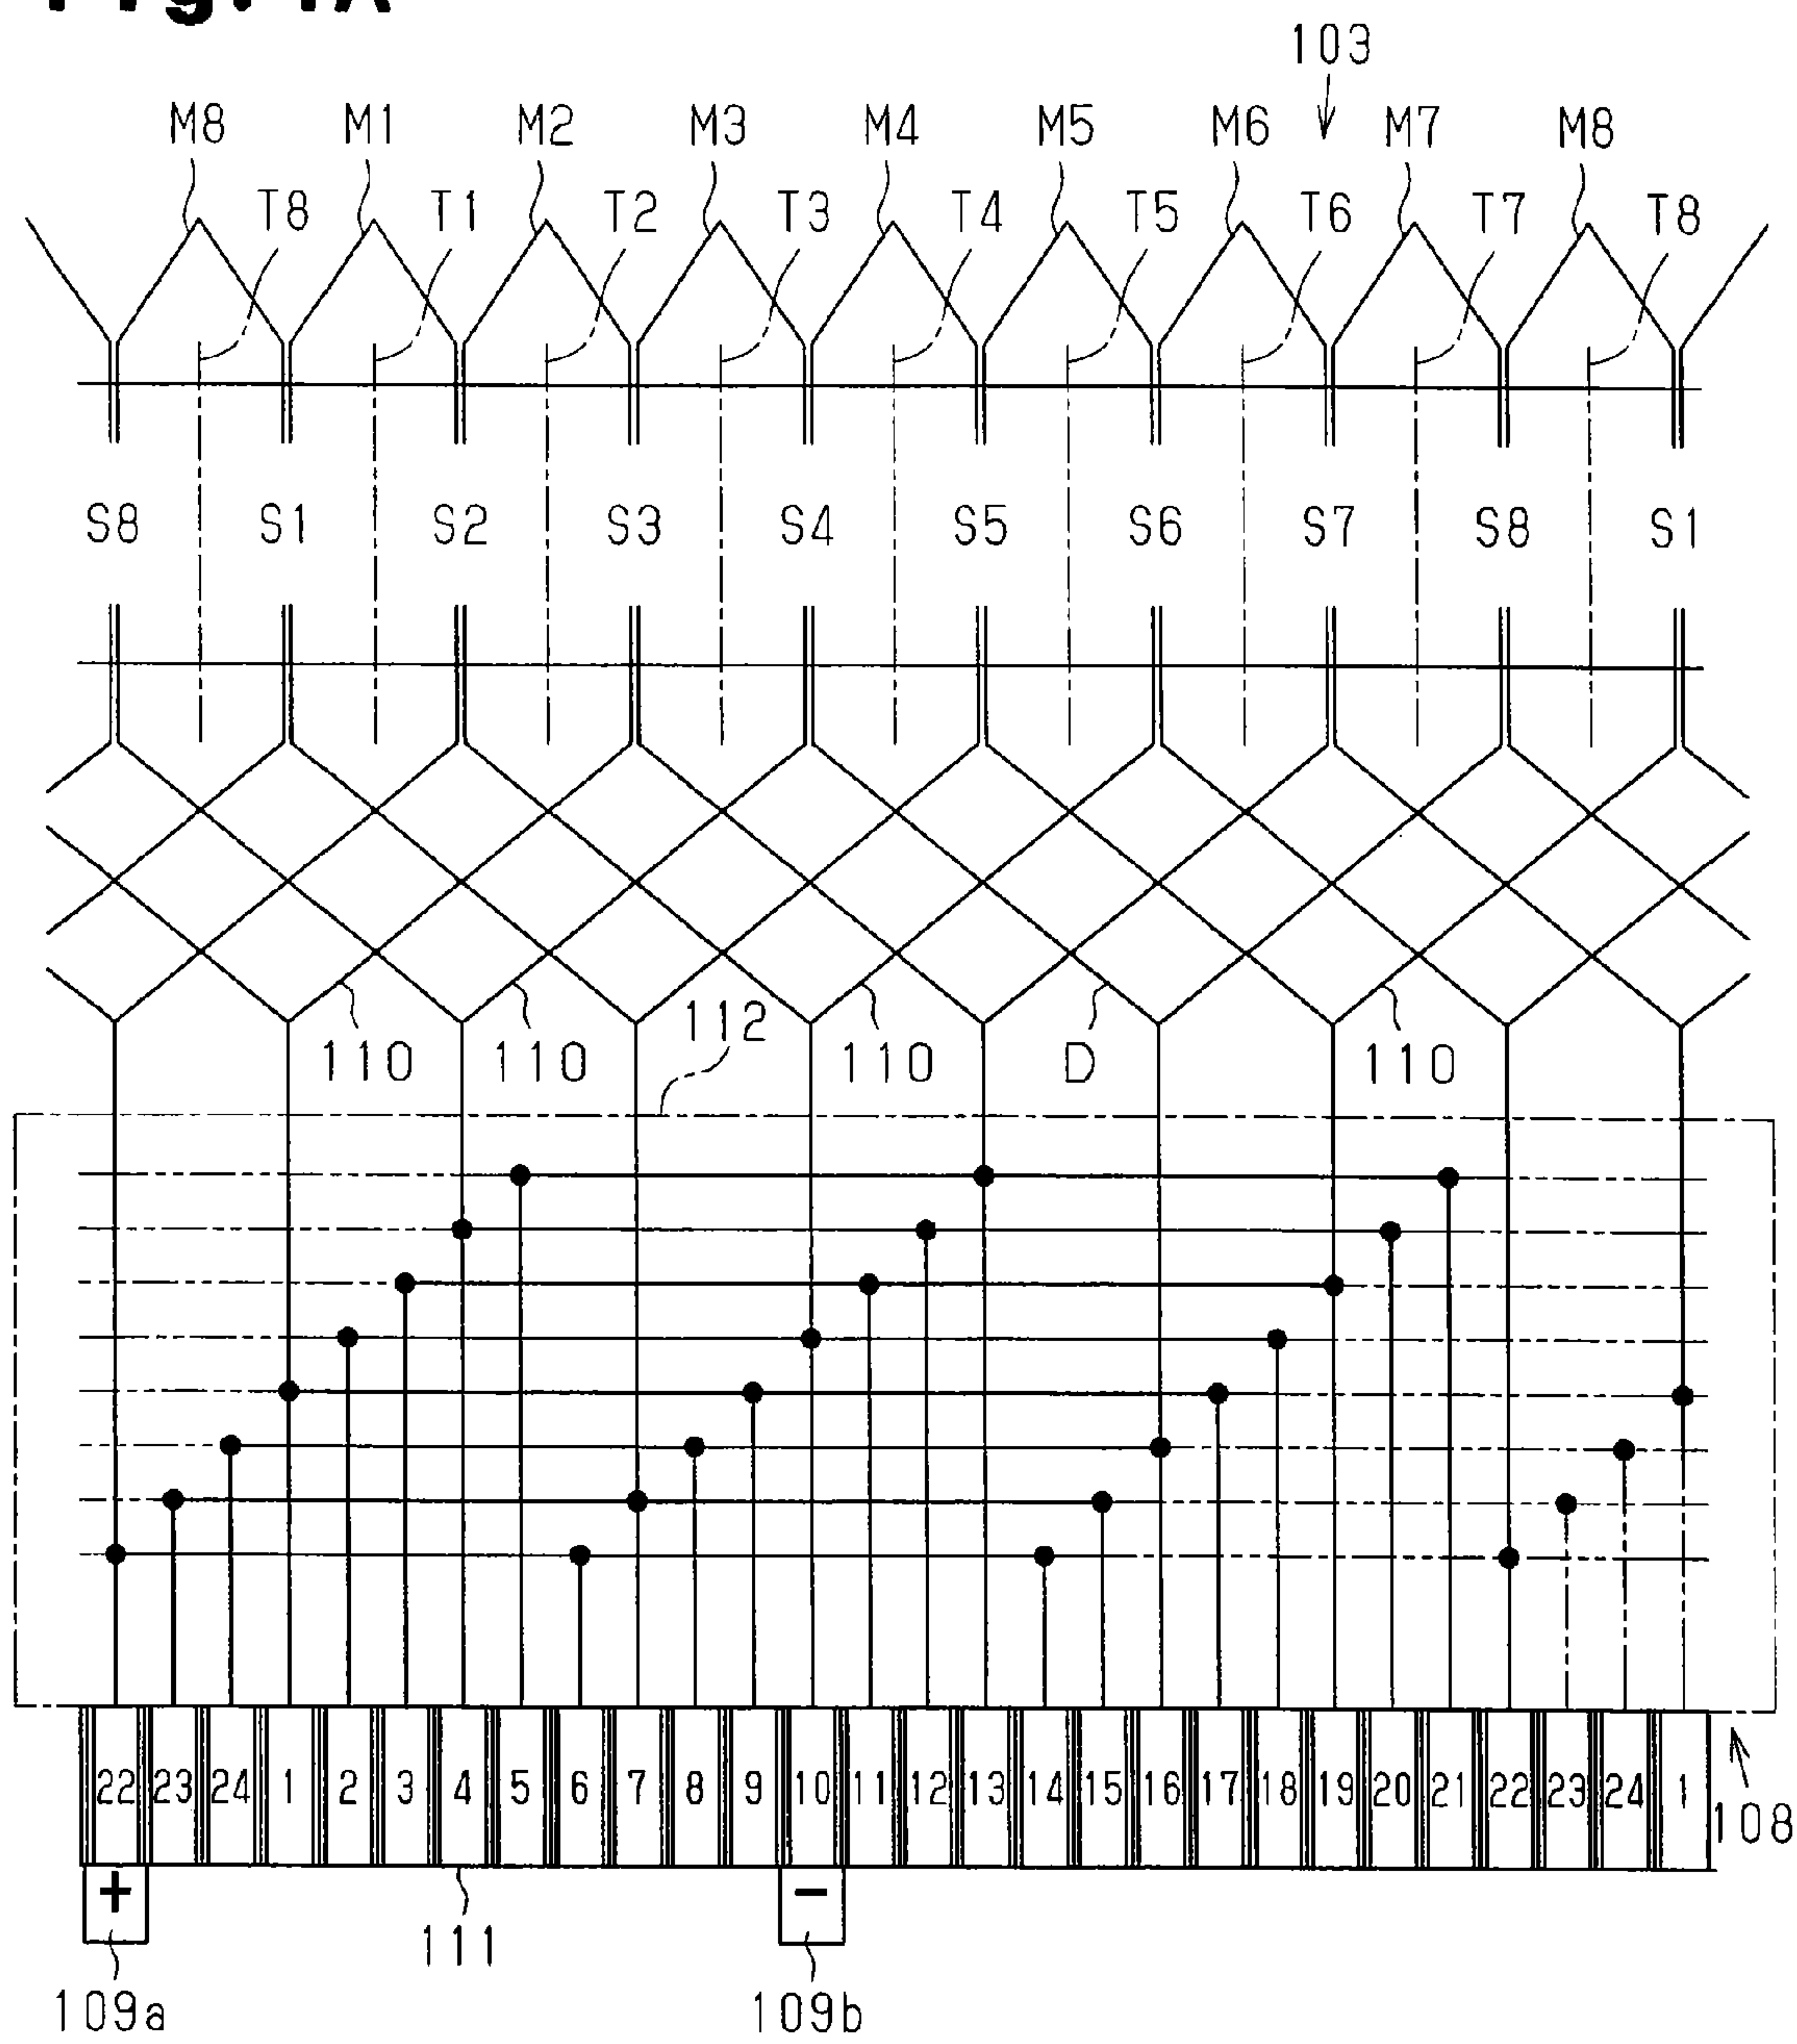 Fig. 1A
103
M8 M1 M2 M3 M4 M5 M6 M7 M8
T8 T1 T2 T3 T4 T5 T6 T7 T8
S8 S1 S2 S3 S4 S5 S6 S7 S8 S1
112
110 110 110 D 110
22 23 24 1 2 3 4 5 6 7 8 9 10 11 12 13 14 15 16 17 18 19 20 21 22 23 24 1
108
+ −
111
109a 109b